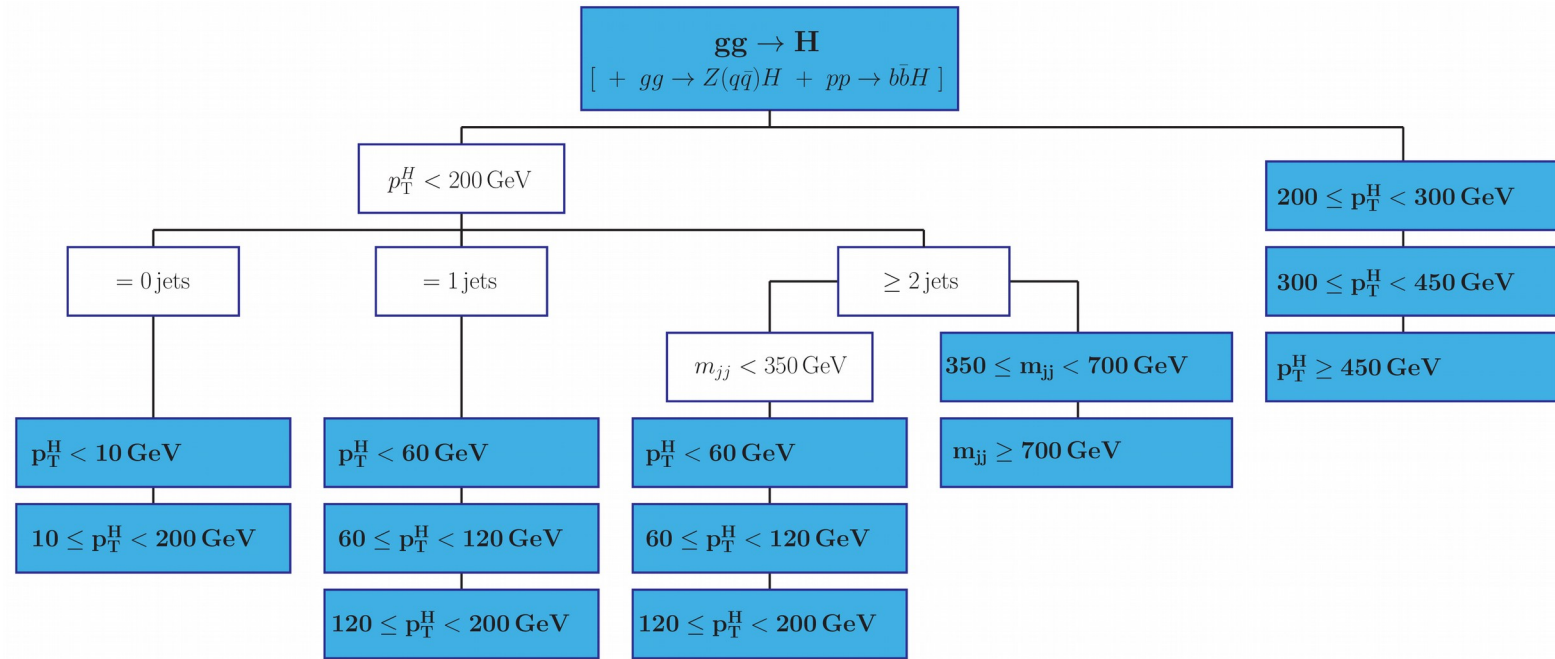 gg → H
[ + gg → Z(qq̄)H + pp → bb̄H ]
p_T^H < 200 GeV
200 ≤ p_T^H < 300 GeV
= 0 jets
= 1 jets
≥ 2 jets
300 ≤ p_T^H < 450 GeV
m_jj < 350 GeV
350 ≤ m_jj < 700 GeV
p_T^H ≥ 450 GeV
p_T^H < 10 GeV
p_T^H < 60 GeV
p_T^H < 60 GeV
m_jj ≥ 700 GeV
10 ≤ p_T^H < 200 GeV
60 ≤ p_T^H < 120 GeV
60 ≤ p_T^H < 120 GeV
120 ≤ p_T^H < 200 GeV
120 ≤ p_T^H < 200 GeV